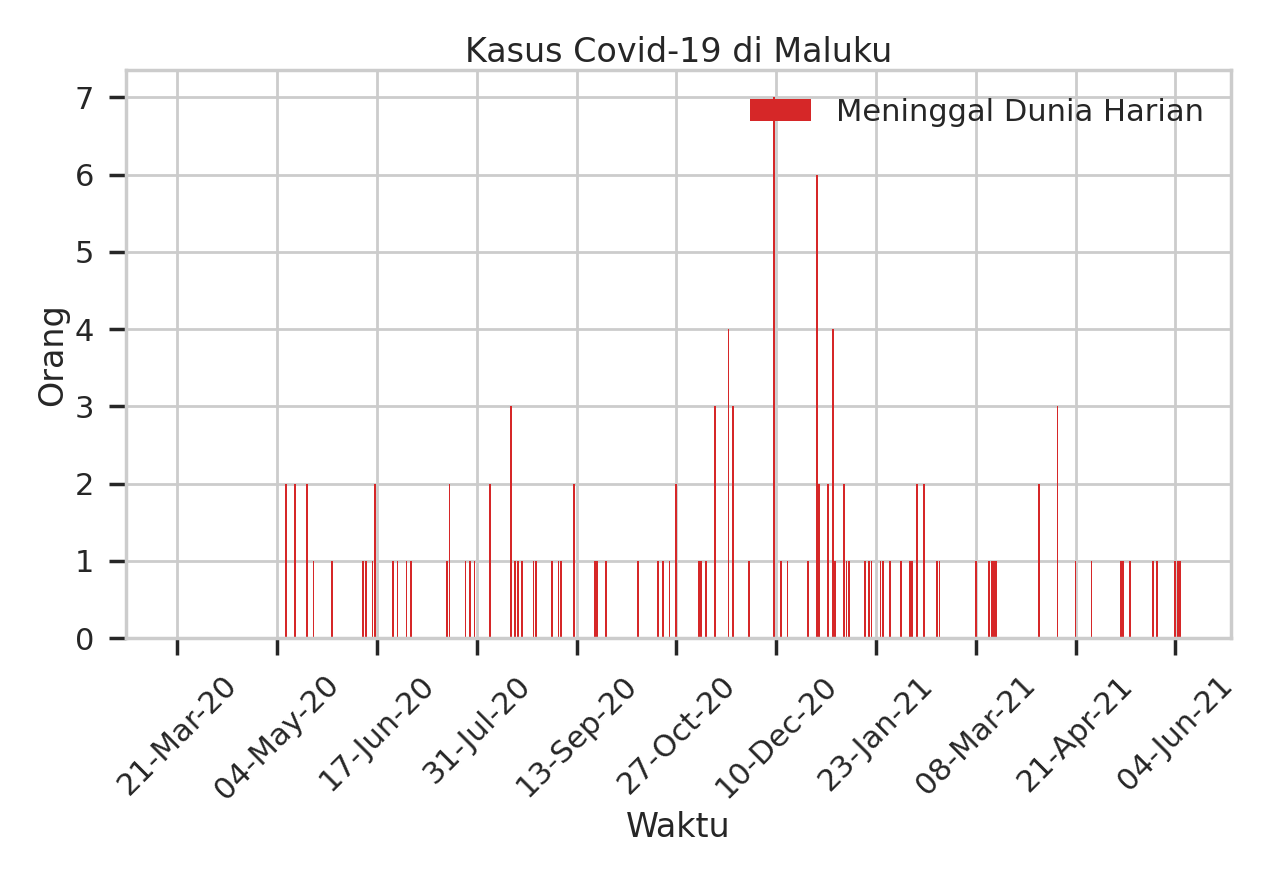 Kasus Covid-19 di Maluku
Meninggal Dunia Harian
Orang
7
6
5
4
3
2
1
0
21-Mar-20
04-May-20
17-Jun-20
31-Jul-20
13-Sep-20
27-Oct-20
10-Dec-20
23-Jan-21
08-Mar-21
21-Apr-21
04-Jun-21
Waktu